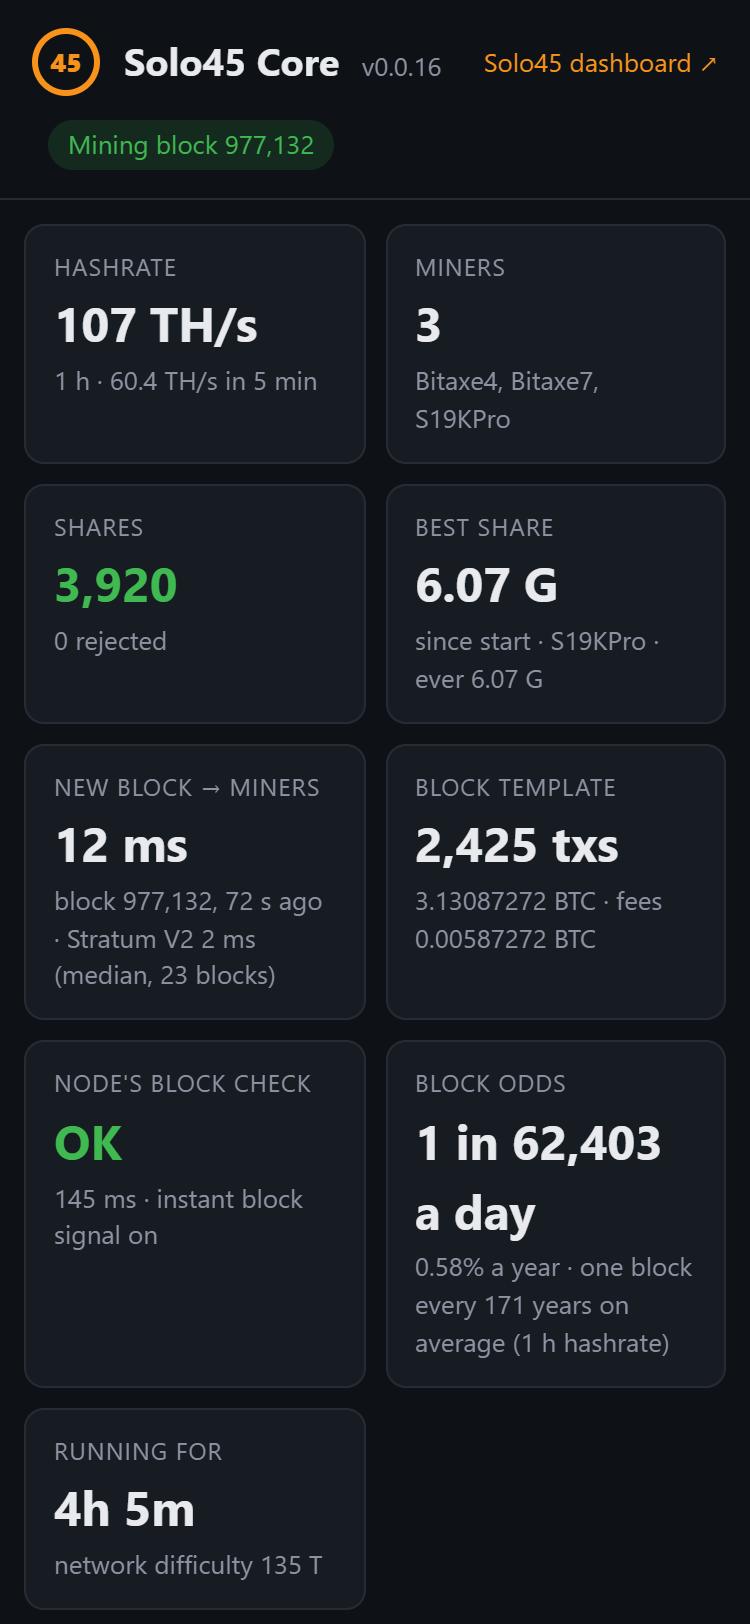 45
Solo45 Core v0.0.16
Solo45 dashboard ↗
Mining block 977,132
HASHRATE
107 TH/s
1 h · 60.4 TH/s in 5 min
MINERS
3
Bitaxe4, Bitaxe7,
S19KPro
SHARES
3,920
0 rejected
BEST SHARE
6.07 G
since start · S19KPro ·
ever 6.07 G
NEW BLOCK → MINERS
12 ms
block 977,132, 72 s ago
· Stratum V2 2 ms
(median, 23 blocks)
BLOCK TEMPLATE
2,425 txs
3.13087272 BTC · fees
0.00587272 BTC
NODE'S BLOCK CHECK
OK
145 ms · instant block
signal on
BLOCK ODDS
1 in 62,403
a day
0.58% a year · one block
every 171 years on
average (1 h hashrate)
RUNNING FOR
4h 5m
network difficulty 135 T